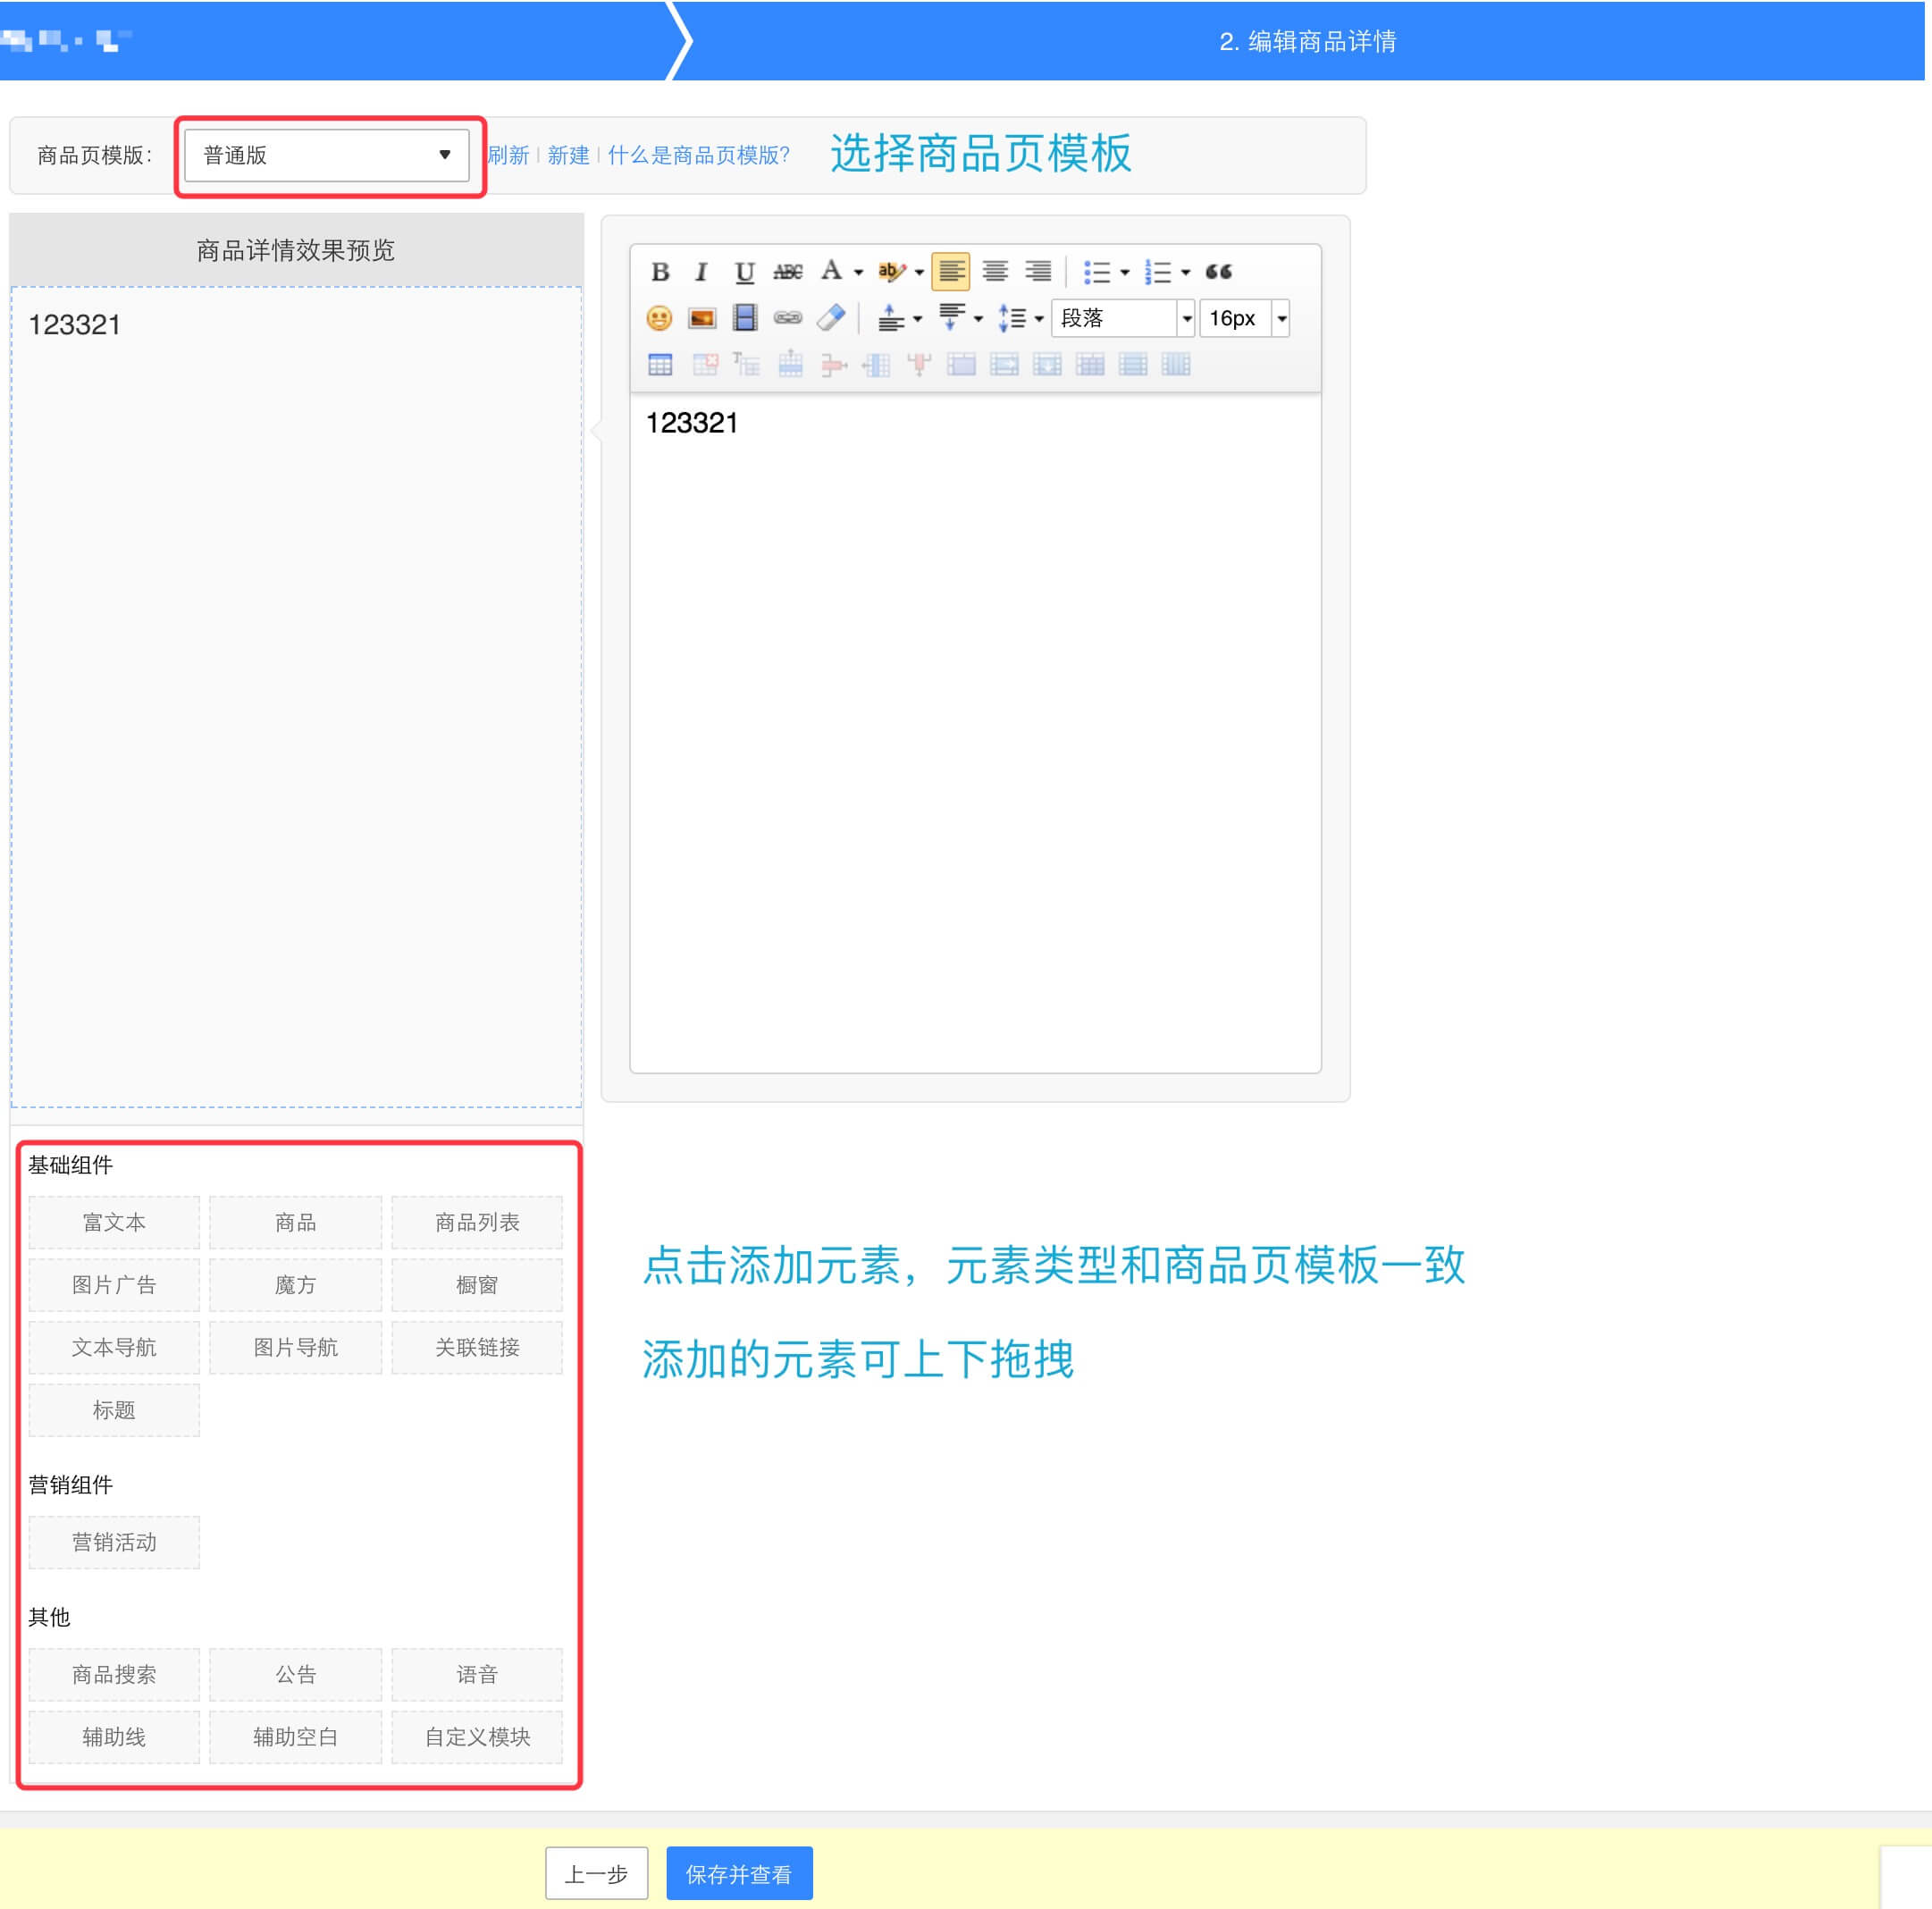 2. 编辑商品详情
商品页模版： 普通版 刷新 | 新建 | 什么是商品页模版? 选择商品页模板
商品详情效果预览
B I U ABC A ab
段落 16px
123321
123321
基础组件
富文本 商品 商品列表
图片广告 魔方 橱窗
文本导航 图片导航 关联链接
标题
点击添加元素，元素类型和商品页模板一致
添加的元素可上下拖拽
营销组件
营销活动
其他
商品搜索 公告 语音
辅助线 辅助空白 自定义模块
上一步 保存并查看